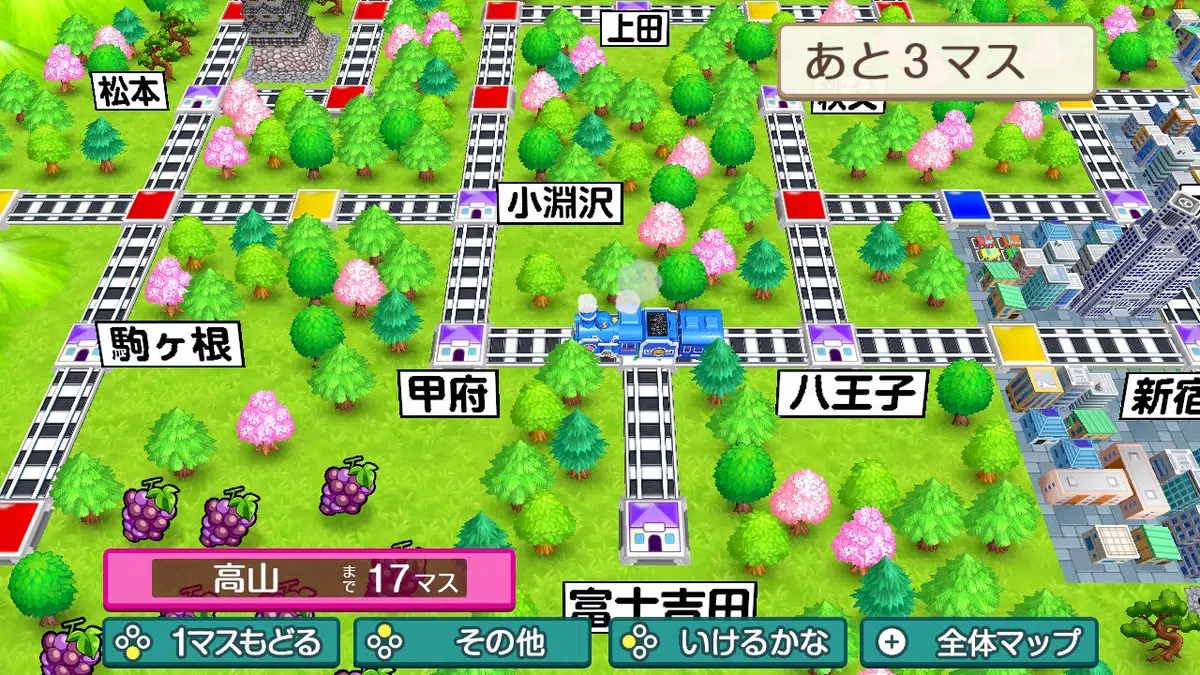 上田
あと3マス
松本
秩父
小淵沢
駒ヶ根
甲府
八王子
新宿
高山 まで 17マス
富士吉田
1マスもどる
その他
いけるかな
全体マップ